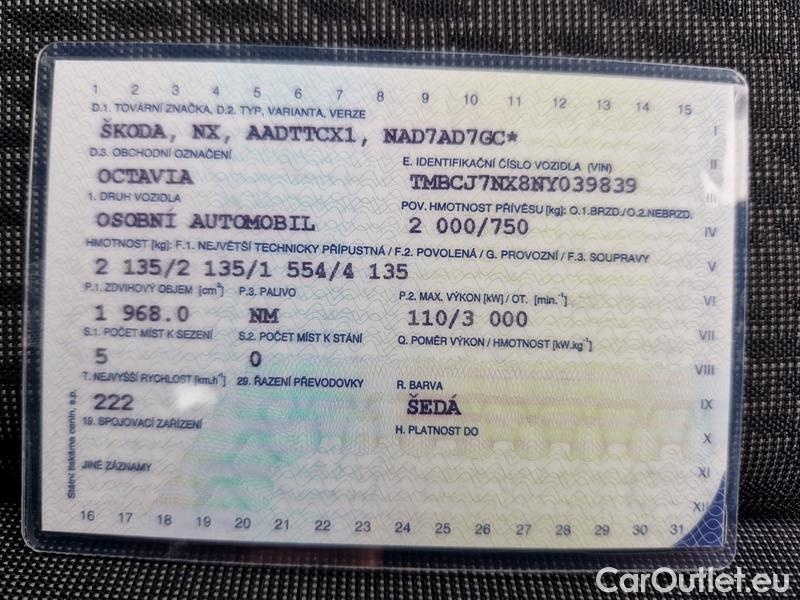 1 2 3 4 5 6 7 8 9 10 11 12 13 14 15
D.1. TOVÁRNÍ ZNAČKA, D.2. TYP, VARIANTA, VERZE
I
ŠKODA, NX, AADTTCX1, NAD7AD7GC*
D.3. OBCHODNÍ OZNAČENÍ
E. IDENTIFIKAČNÍ ČÍSLO VOZIDLA (VIN)
II
OCTAVIA
TMBCJ7NX8NY039839
III
1. DRUH VOZIDLA
POV. HMOTNOST PŘÍVĚSU [kg]: O.1.BRZD./O.2.NEBRZD.
OSOBNÍ AUTOMOBIL
2 000/750
IV
HMOTNOST [kg]: F.1. NEJVĚTŠÍ TECHNICKY PŘÍPUSTNÁ / F.2. POVOLENÁ / G. PROVOZNÍ / F.3. SOUPRAVY
2 135/2 135/1 554/4 135
V
P.1. ZDVIHOVÝ OBJEM [cm³]
P.3. PALIVO
P.2. MAX. VÝKON [kW] / OT. [min.⁻¹]
VI
1 968.0
NM
110/3 000
S.1. POČET MÍST K SEZENÍ
S.2. POČET MÍST K STÁNÍ
Q. POMĚR VÝKON / HMOTNOST [kW.kg⁻¹]
VII
5
0
VIII
T. NEJVYŠŠÍ RYCHLOST [km.h⁻¹]
29. ŘAZENÍ PŘEVODOVKY
R. BARVA
222
ŠEDÁ
IX
19. SPOJOVACÍ ZAŘÍZENÍ
H. PLATNOST DO
X
JINÉ ZÁZNAMY
XI
XII
Státní tiskárna cenin, s.p.
16 17 18 19 20 21 22 23 24 25 26 27 28 29 30 31
CarOutlet.eu